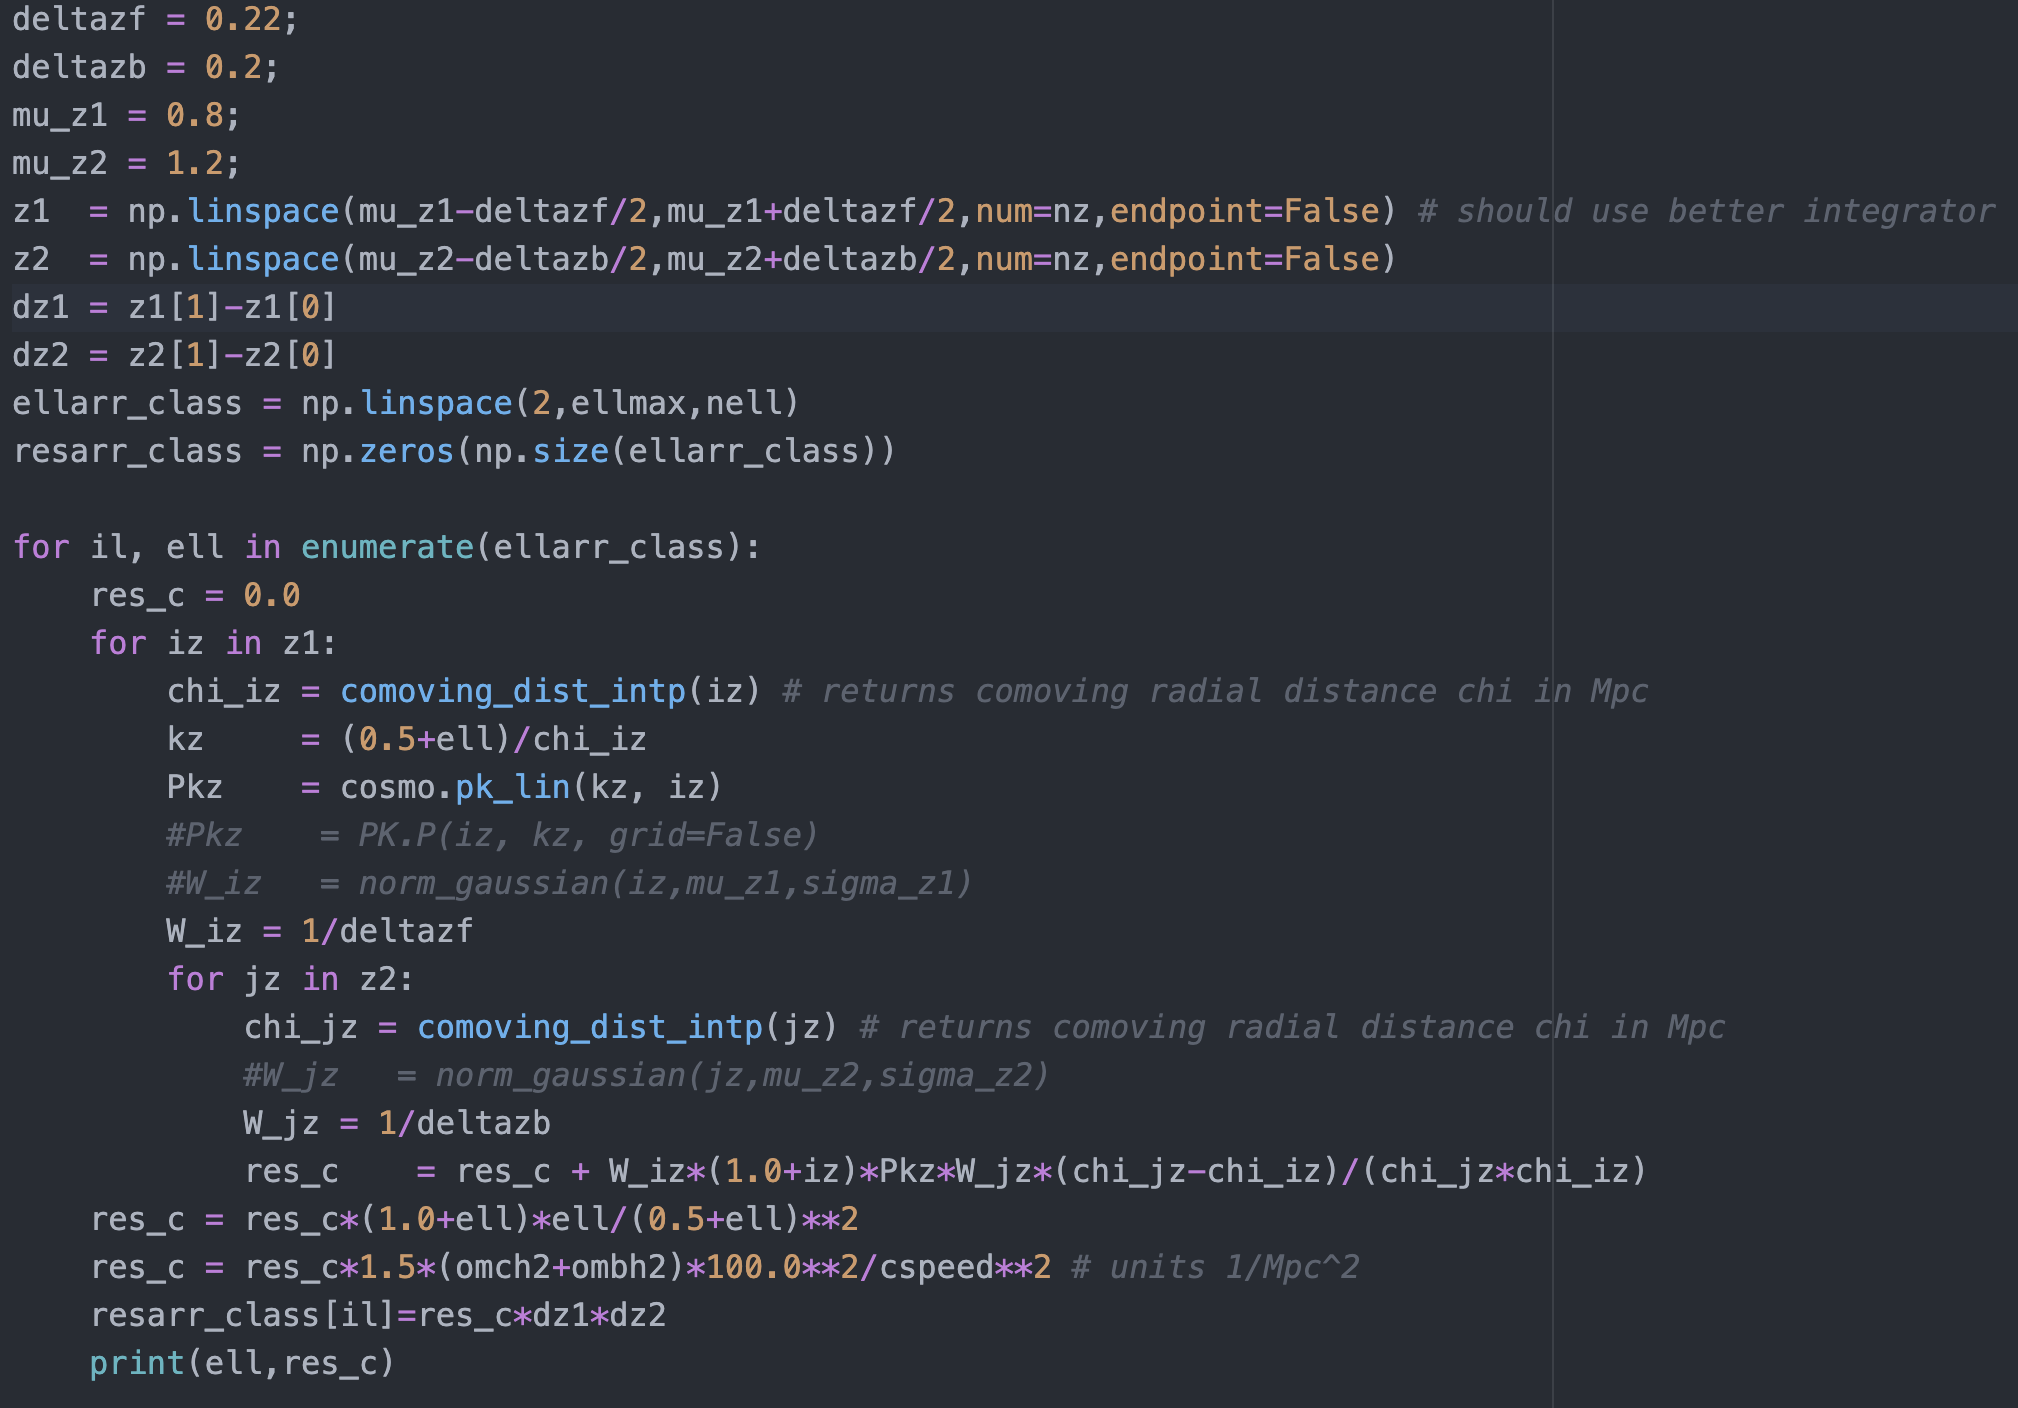 deltazf = 0.22;
deltazb = 0.2;
mu_z1 = 0.8;
mu_z2 = 1.2;
z1  = np.linspace(mu_z1-deltazf/2,mu_z1+deltazf/2,num=nz,endpoint=False) # should use better integrator
z2  = np.linspace(mu_z2-deltazb/2,mu_z2+deltazb/2,num=nz,endpoint=False)
dz1 = z1[1]-z1[0]
dz2 = z2[1]-z2[0]
ellarr_class = np.linspace(2,ellmax,nell)
resarr_class = np.zeros(np.size(ellarr_class))

for il, ell in enumerate(ellarr_class):
    res_c = 0.0
    for iz in z1:
        chi_iz = comoving_dist_intp(iz) # returns comoving radial distance chi in Mpc
        kz     = (0.5+ell)/chi_iz
        Pkz    = cosmo.pk_lin(kz, iz)
        #Pkz    = PK.P(iz, kz, grid=False)
        #W_iz   = norm_gaussian(iz,mu_z1,sigma_z1)
        W_iz = 1/deltazf
        for jz in z2:
            chi_jz = comoving_dist_intp(jz) # returns comoving radial distance chi in Mpc
            #W_jz   = norm_gaussian(jz,mu_z2,sigma_z2)
            W_jz = 1/deltazb
            res_c    = res_c + W_iz*(1.0+iz)*Pkz*W_jz*(chi_jz-chi_iz)/(chi_jz*chi_iz)
    res_c = res_c*(1.0+ell)*ell/(0.5+ell)**2
    res_c = res_c*1.5*(omch2+ombh2)*100.0**2/cspeed**2 # units 1/Mpc^2
    resarr_class[il]=res_c*dz1*dz2
    print(ell,res_c)